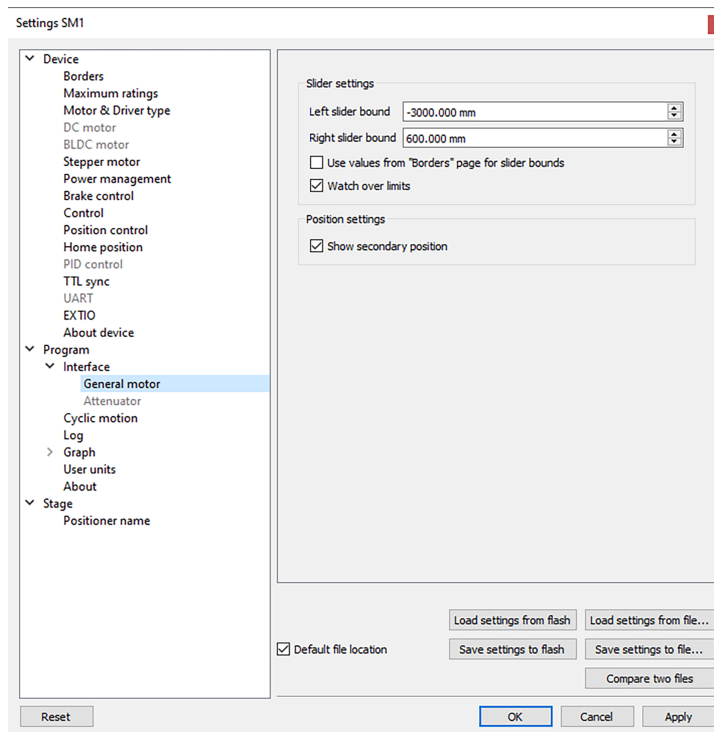 Settings SM1
Device
Borders
Maximum ratings
Motor & Driver type
DC motor
BLDC motor
Stepper motor
Power management
Brake control
Control
Position control
Home position
PID control
TTL sync
UART
EXTIO
About device
Program
Interface
General motor
Attenuator
Cyclic motion
Log
Graph
User units
About
Stage
Positioner name
Slider settings
Left slider bound -3000.000 mm
Right slider bound 600.000 mm
Use values from "Borders" page for slider bounds
Watch over limits
Position settings
Show secondary position
Load settings from flash Load settings from file...
Default file location Save settings to flash Save settings to file...
Compare two files
Reset OK Cancel Apply